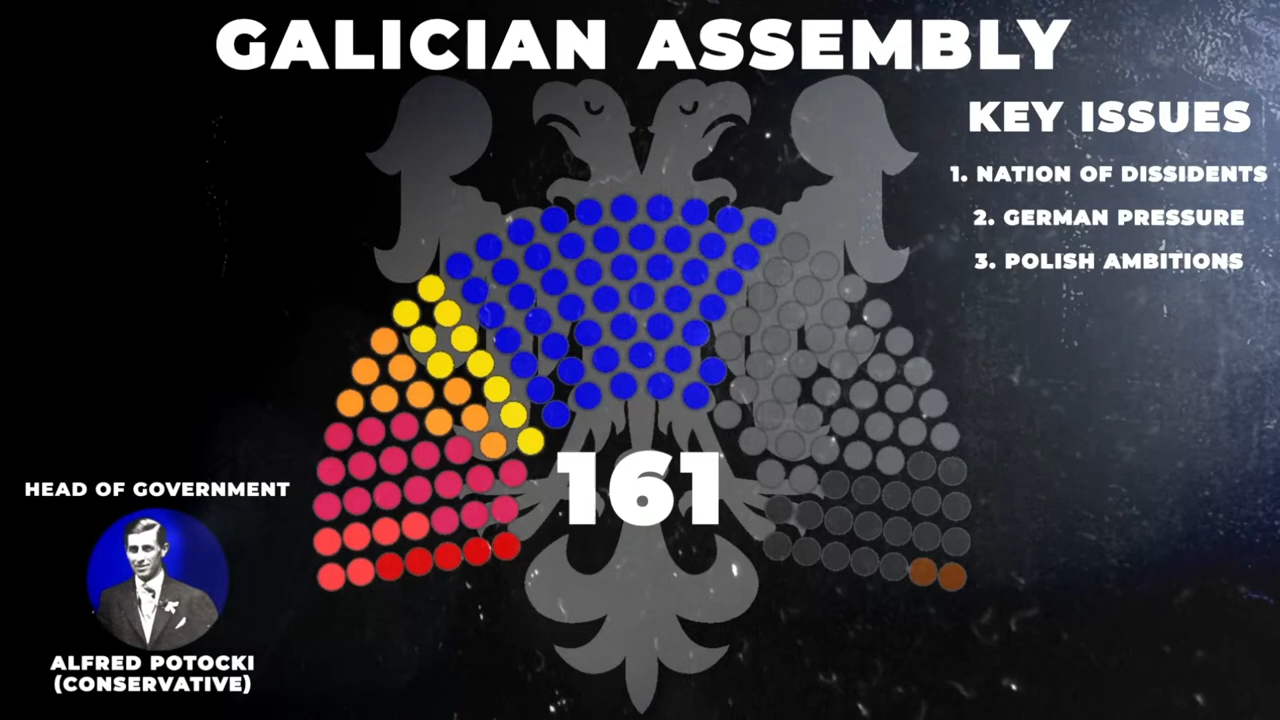 GALICIAN ASSEMBLY
KEY ISSUES
1. NATION OF DISSIDENTS
2. GERMAN PRESSURE
3. POLISH AMBITIONS
161
HEAD OF GOVERNMENT
ALFRED POTOCKI
(CONSERVATIVE)